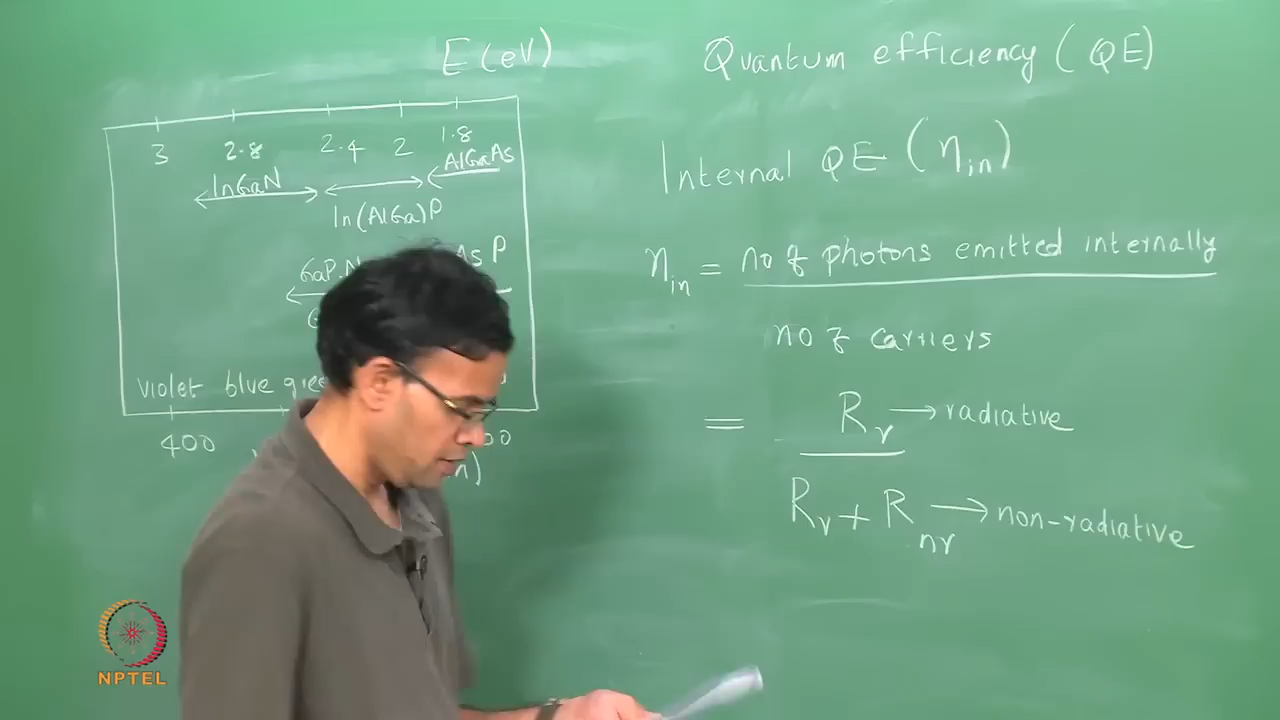 E (eV)
3 2.8 2.4 2 1.8
InGaN
AlGaAs
In(AlGa)P
GaP:N
As P
violet blue
400
Quantum efficiency (QE)
Internal QE (η_in)
η_in = no of photons emitted internally
no of carriers
= R_r → radiative
R_r + R_nr → non-radiative
NPTEL